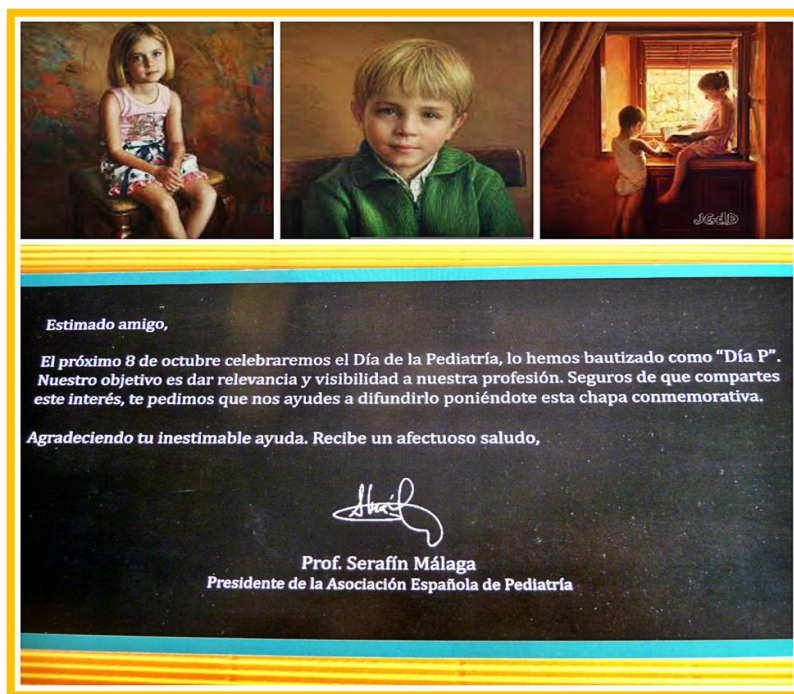 JGdD
Estimado amigo,
El próximo 8 de octubre celebraremos el Día de la Pediatría, lo hemos bautizado como “Día P”.
Nuestro objetivo es dar relevancia y visibilidad a nuestra profesión. Seguros de que compartes
este interés, te pedimos que nos ayudes a difundirlo poniéndote esta chapa conmemorativa.
Agradeciendo tu inestimable ayuda. Recibe un afectuoso saludo,
Prof. Serafín Málaga
Presidente de la Asociación Española de Pediatría